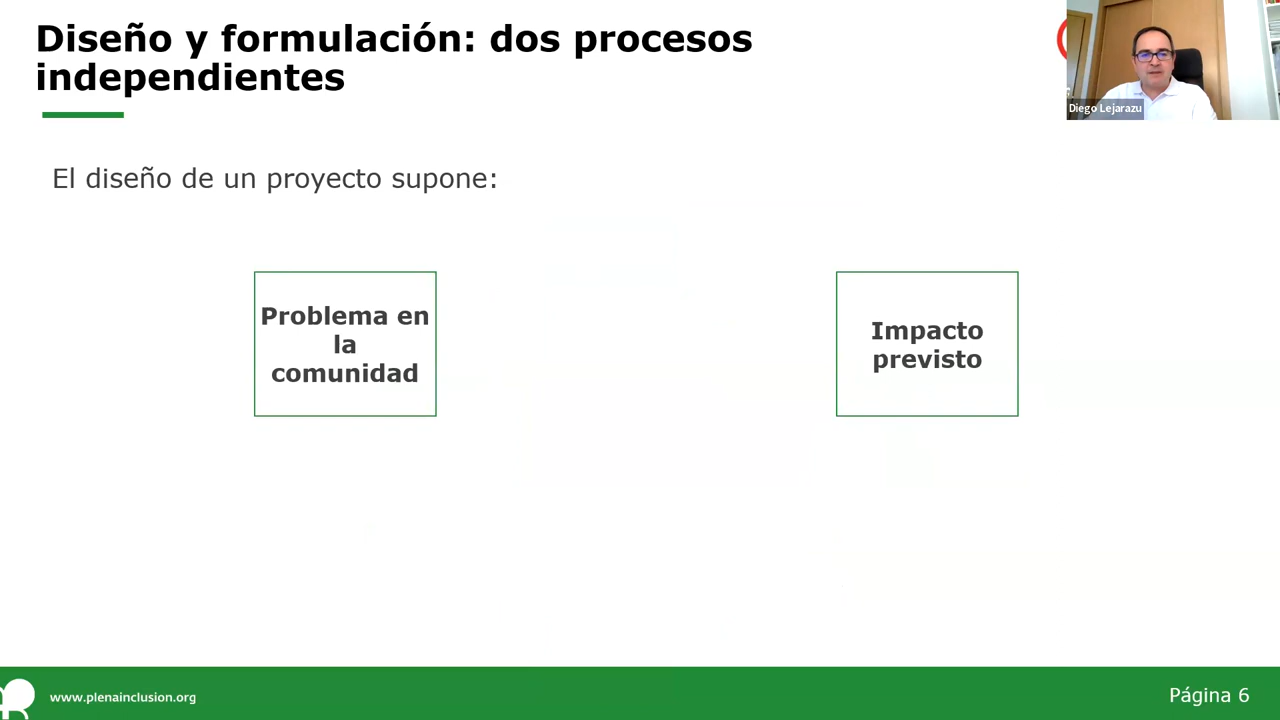 Diseño y formulación: dos procesos
independientes
Diego Lejarazu
El diseño de un proyecto supone:
Problema en
la
comunidad
Impacto
previsto
www.plenainclusion.org
Página 6